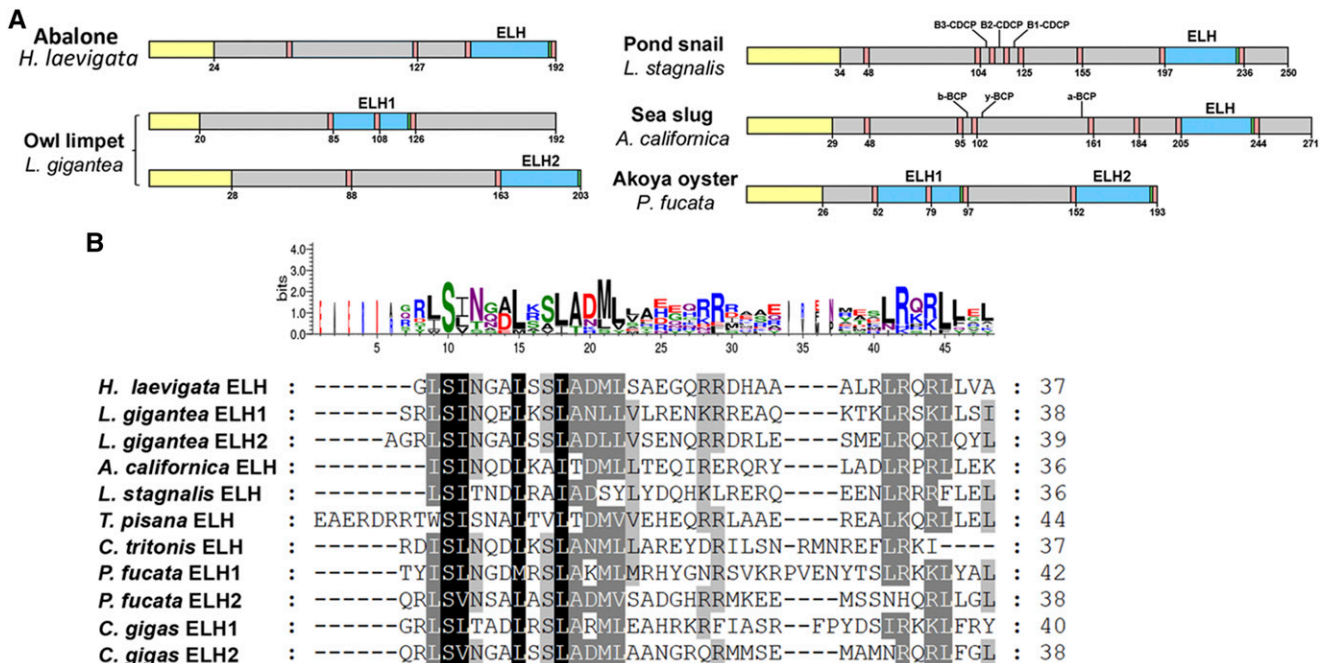 A
Abalone
H. laevigata
ELH
24 127 192
Owl limpet
L. gigantea
ELH1
20 85 108 126 192
ELH2
28 88 163 203
Pond snail
L. stagnalis
B3-CDCP B2-CDCP B1-CDCP
ELH
34 48 104 125 155 197 236 250
Sea slug
A. californica
b-BCP y-BCP a-BCP
ELH
29 48 95 102 161 184 205 244 271
Akoya oyster
P. fucata
ELH1 ELH2
26 52 79 97 152 193
B
bits
4.0
3.0
2.0
1.0
0.0
5 10 15 20 25 30 35 40 45
H. laevigata ELH : -------GLSINGALSSLADMLSAEGQRRDHAA----ALRLRQRLLVA : 37
L. gigantea ELH1 : ------SRLSINQELKSLANLLVLRENKRREAQ----KTKLRSKLLSI : 38
L. gigantea ELH2 : -----AGRLSINGALSSLADLLVSENQRRDRLE----SMELRQRLQYL : 39
A. californica ELH : --------ISINQDLKAITDMLLTEQIRERQRY----LADLRPRLLEK : 36
L. stagnalis ELH : --------LSITNDLRAIADSYLYDQHKLRERQ----EENLRRRFLEL : 36
T. pisana ELH : EAERDRRTWSISNALTVLTDMVVEHEQRRLAAE----REALKQRLLEL : 44
C. tritonis ELH : ------RDISLNQDLKSLANMLLAREYDRILSN-RMNREFLRKI---- : 37
P. fucata ELH1 : ------TYISLNGDMRSLAKMLMRHYGNRSVKRPVENYTSLRKKLYAL : 42
P. fucata ELH2 : ------QRLSVNSALASLADMVSADGHRRMKEE----MSSNHQRLLGL : 38
C. gigas ELH1 : ------GRLSLTADLRSLARMLEAHRKRFIASR--FPYDSIRKKLFRY : 40
C. gigas ELH2 : ------QRLSVNGALSSLADMLAANGRQRMMSE----MAMNRQRLFGL : 38